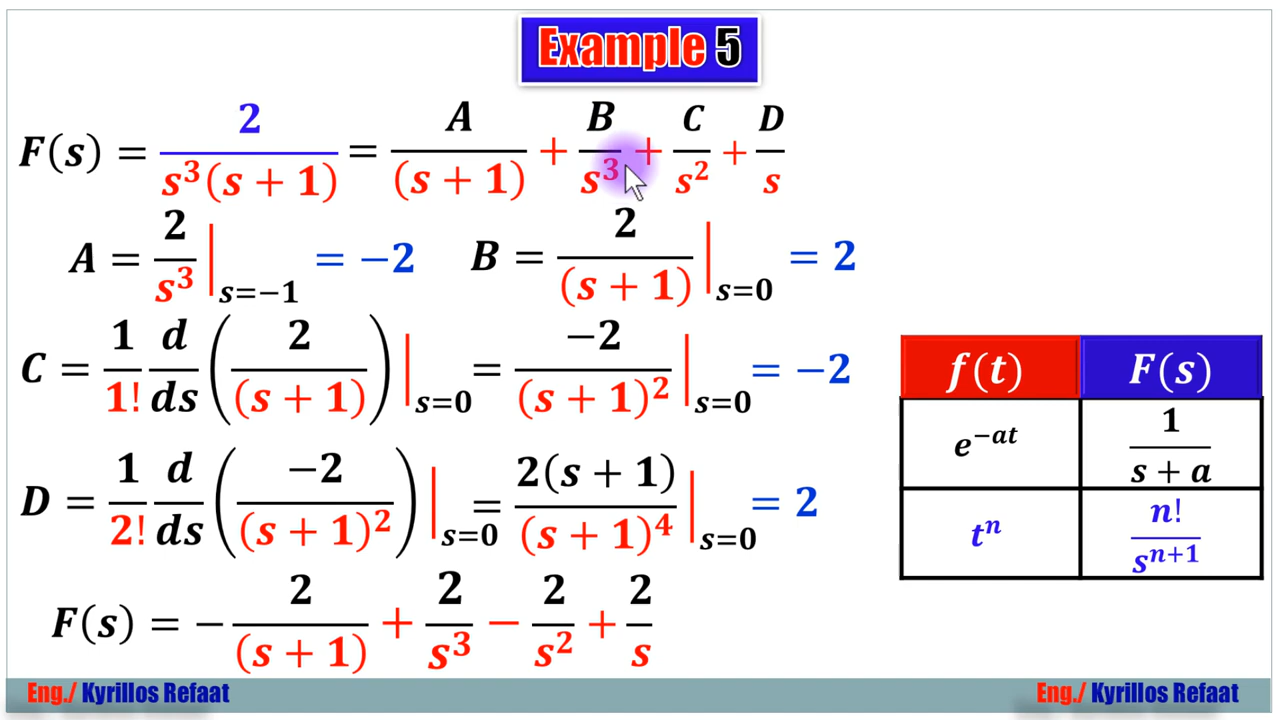 Example 5
F(s) = 2/(s³(s + 1)) = A/(s + 1) + B/s³ + C/s² + D/s
A = 2/s³ |s=−1 = −2 B = 2/(s + 1) |s=0 = 2
C = 1/1! d/ds (2/(s + 1)) |s=0 = −2/(s + 1)² |s=0 = −2
D = 1/2! d/ds (−2/(s + 1)²) |s=0 = 2(s + 1)/(s + 1)⁴ |s=0 = 2
F(s) = − 2/(s + 1) + 2/s³ − 2/s² + 2/s
f(t) F(s)
e^−at 1/(s + a)
t^n n!/s^(n+1)
Eng./ Kyrillos Refaat
Eng./ Kyrillos Refaat